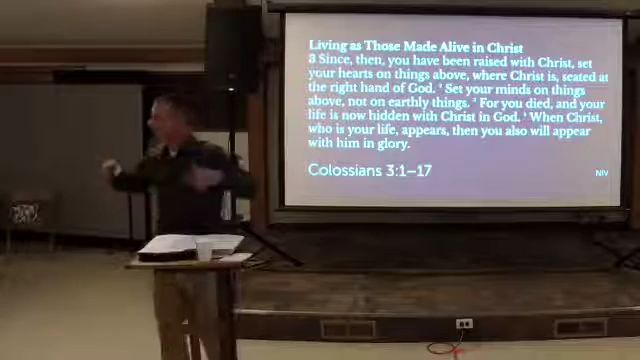 Living as Those Made Alive in Christ
3 Since, then, you have been raised with Christ, set
your hearts on things above, where Christ is, seated at
the right hand of God. ² Set your minds on things
above, not on earthly things. ³ For you died, and your
life is now hidden with Christ in God. ⁴ When Christ,
who is your life, appears, then you also will appear
with him in glory.
Colossians 3:1–17
NIV